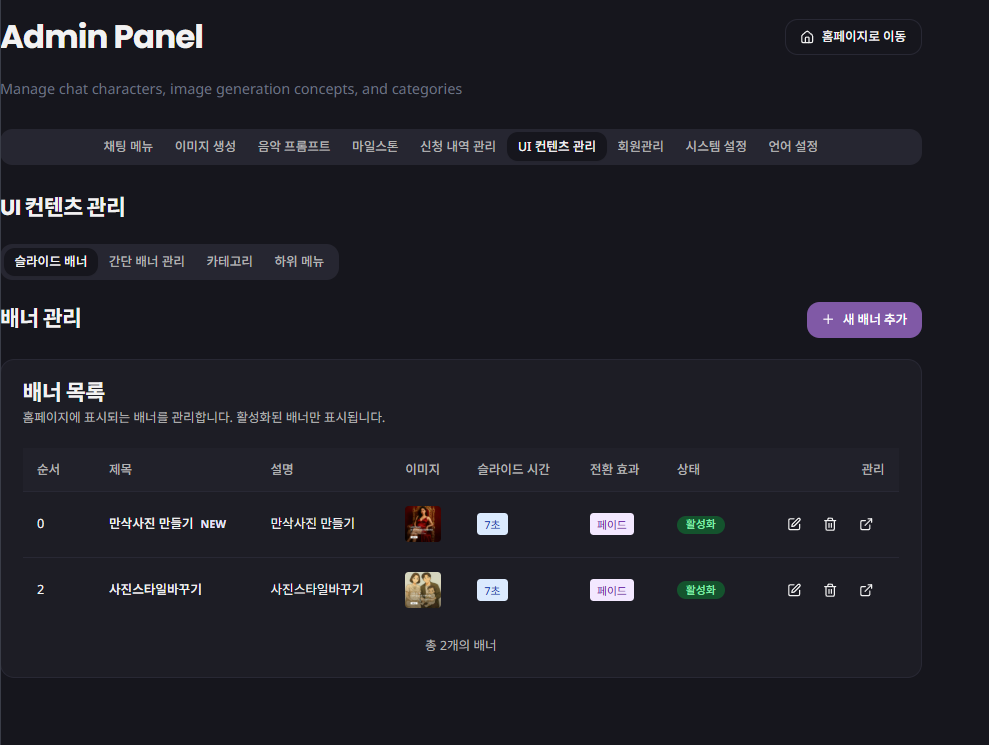 Admin Panel
홈페이지로 이동
Manage chat characters, image generation concepts, and categories
채팅 메뉴 이미지 생성 음악 프롬프트 마일스톤 신청 내역 관리 UI 컨텐츠 관리 회원관리 시스템 설정 언어 설정
UI 컨텐츠 관리
슬라이드 배너 간단 배너 관리 카테고리 하위 메뉴
배너 관리
새 배너 추가
배너 목록
홈페이지에 표시되는 배너를 관리합니다. 활성화된 배너만 표시됩니다.
순서 제목 설명 이미지 슬라이드 시간 전환 효과 상태 관리
0 만삭사진 만들기 NEW 만삭사진 만들기 7초 페이드 활성화
2 사진스타일바꾸기 사진스타일바꾸기 7초 페이드 활성화
총 2개의 배너